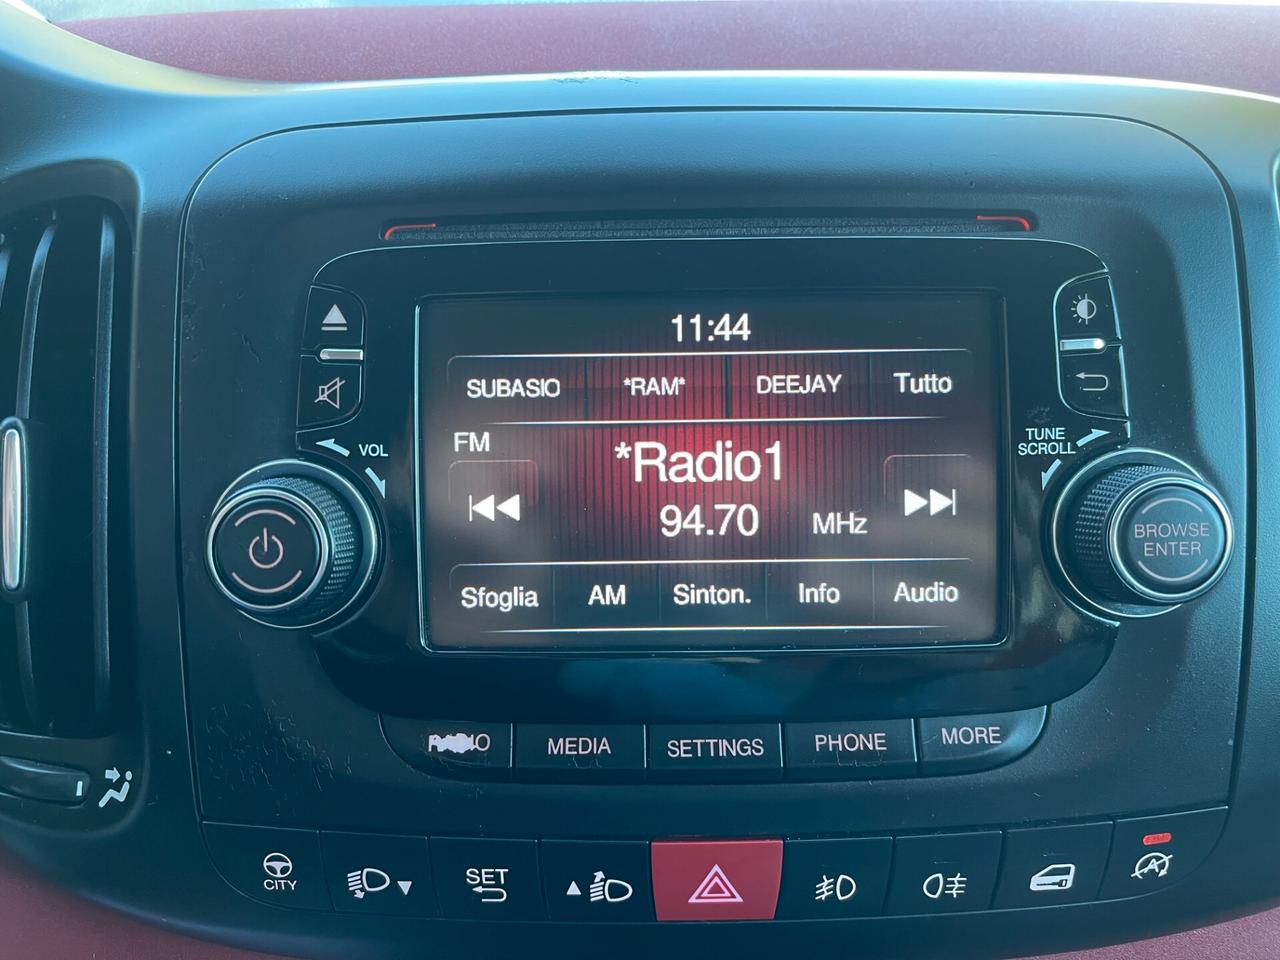 11:44
SUBASIO *RAM* DEEJAY Tutto
FM
*Radio1
94.70 MHz
Sfoglia AM Sinton. Info Audio
VOL
TUNE
SCROLL
BROWSE
ENTER
RADIO MEDIA SETTINGS PHONE MORE
CITY
SET
A